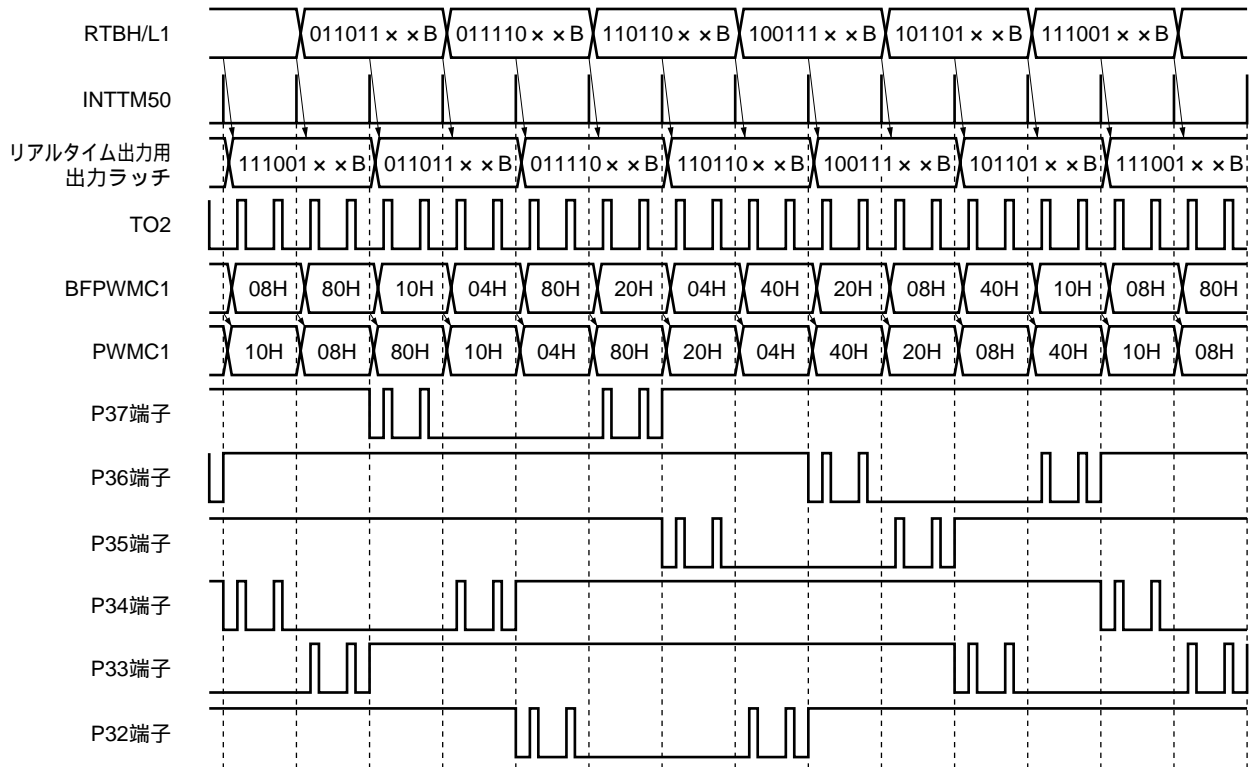 RTBH/L1
011011××B 011110××B 110110××B 100111××B 101101××B 111001××B
INTTM50
リアルタイム出力用
出力ラッチ
111001××B 011011××B 011110××B 110110××B 100111××B 101101××B 111001××B
TO2
BFPWMC1
08H 80H 10H 04H 80H 20H 04H 40H 20H 08H 40H 10H 08H 80H
PWMC1
10H 08H 80H 10H 04H 80H 20H 04H 40H 20H 08H 40H 10H 08H
P37端子
P36端子
P35端子
P34端子
P33端子
P32端子